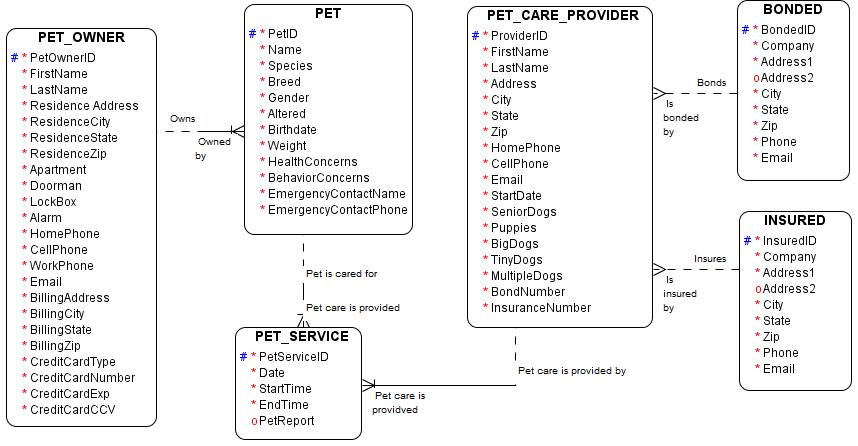 PET_OWNER
# * PetOwnerID
* FirstName
* LastName
* Residence Address
* ResidenceCity
* ResidenceState
* ResidenceZip
* Apartment
* Doorman
* LockBox
* Alarm
* HomePhone
* CellPhone
* WorkPhone
* Email
* BillingAddress
* BillingCity
* BillingState
* BillingZip
* CreditCardType
* CreditCardNumber
* CreditCardExp
* CreditCardCCV
Owns
Owned
by
PET
# * PetID
* Name
* Species
* Breed
* Gender
* Altered
* Birthdate
* Weight
* HealthConcerns
* BehaviorConcerns
* EmergencyContactName
* EmergencyContactPhone
Pet is cared for
Pet care is provided
PET_SERVICE
# * PetServiceID
* Date
* StartTime
* EndTime
o PetReport
Pet care is
providved
Pet care is provided by
PET_CARE_PROVIDER
# * ProviderID
* FirstName
* LastName
* Address
* City
* State
* Zip
* HomePhone
* CellPhone
* Email
* StartDate
* SeniorDogs
* Puppies
* BigDogs
* TinyDogs
* MultipleDogs
* BondNumber
* InsuranceNumber
Bonds
Is
bonded
by
BONDED
# * BondedID
* Company
* Address1
o Address2
* City
* State
* Zip
* Phone
* Email
Insures
Is
insured
by
INSURED
# * InsuredID
* Company
* Address1
o Address2
* City
* State
* Zip
* Phone
* Email